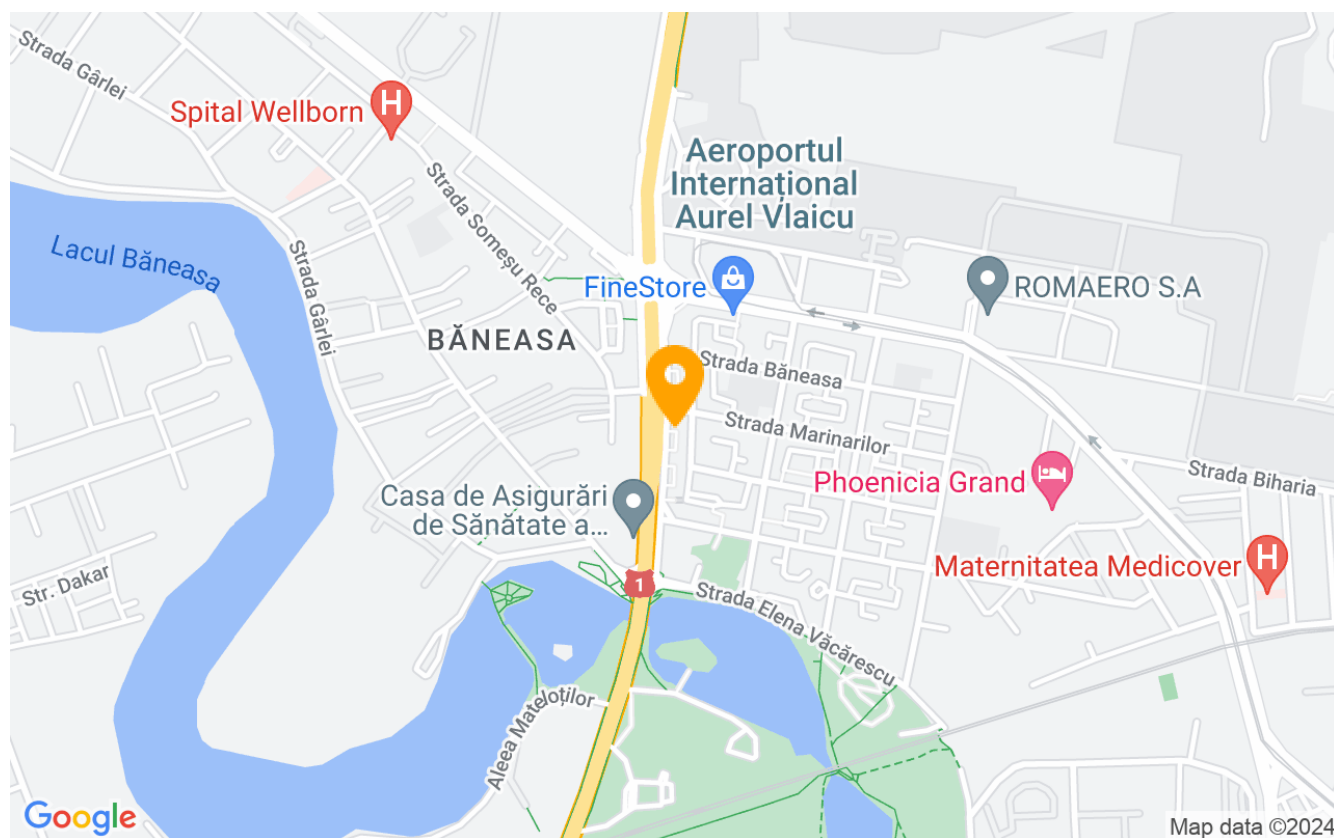 Strada Gârlei
Spital Wellborn
H
Aeroportul
Internațional
Aurel Vlaicu
Strada Someșu Rece
Lacul Băneasa
Strada Gârlei
FineStore
ROMAERO S.A
BĂNEASA
Strada Băneasa
Strada Marinarilor
Strada Biharia
Phoenicia Grand
Casa de Asigurări
de Sănătate a...
Maternitatea Medicover
H
Str. Dakar
1
Strada Elena Văcărescu
Aleea Mateloților
Google
Map data ©2024